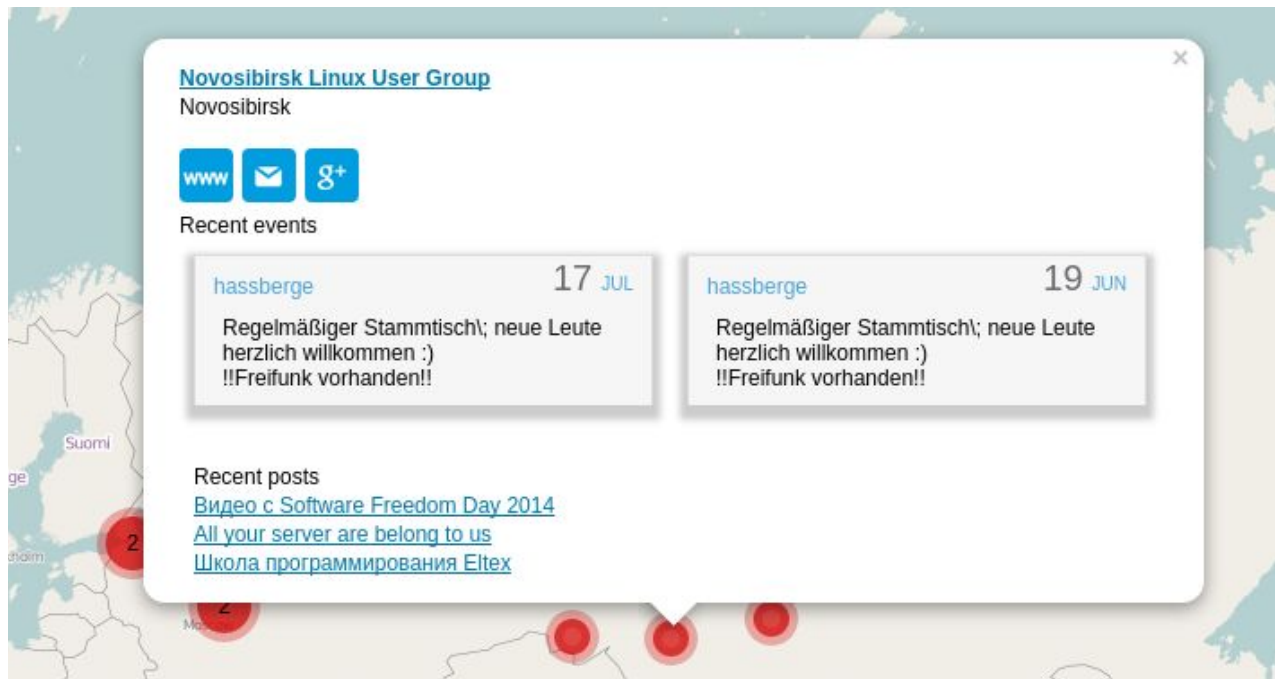 ×
Novosibirsk Linux User Group
Novosibirsk
www g+
Recent events
hassberge 17 JUL
Regelmäßiger Stammtisch\; neue Leute
herzlich willkommen :)
!!Freifunk vorhanden!!
hassberge 19 JUN
Regelmäßiger Stammtisch\; neue Leute
herzlich willkommen :)
!!Freifunk vorhanden!!
Suomi
Recent posts
Видео с Software Freedom Day 2014
All your server are belong to us
Школа программирования Eltex
2
2